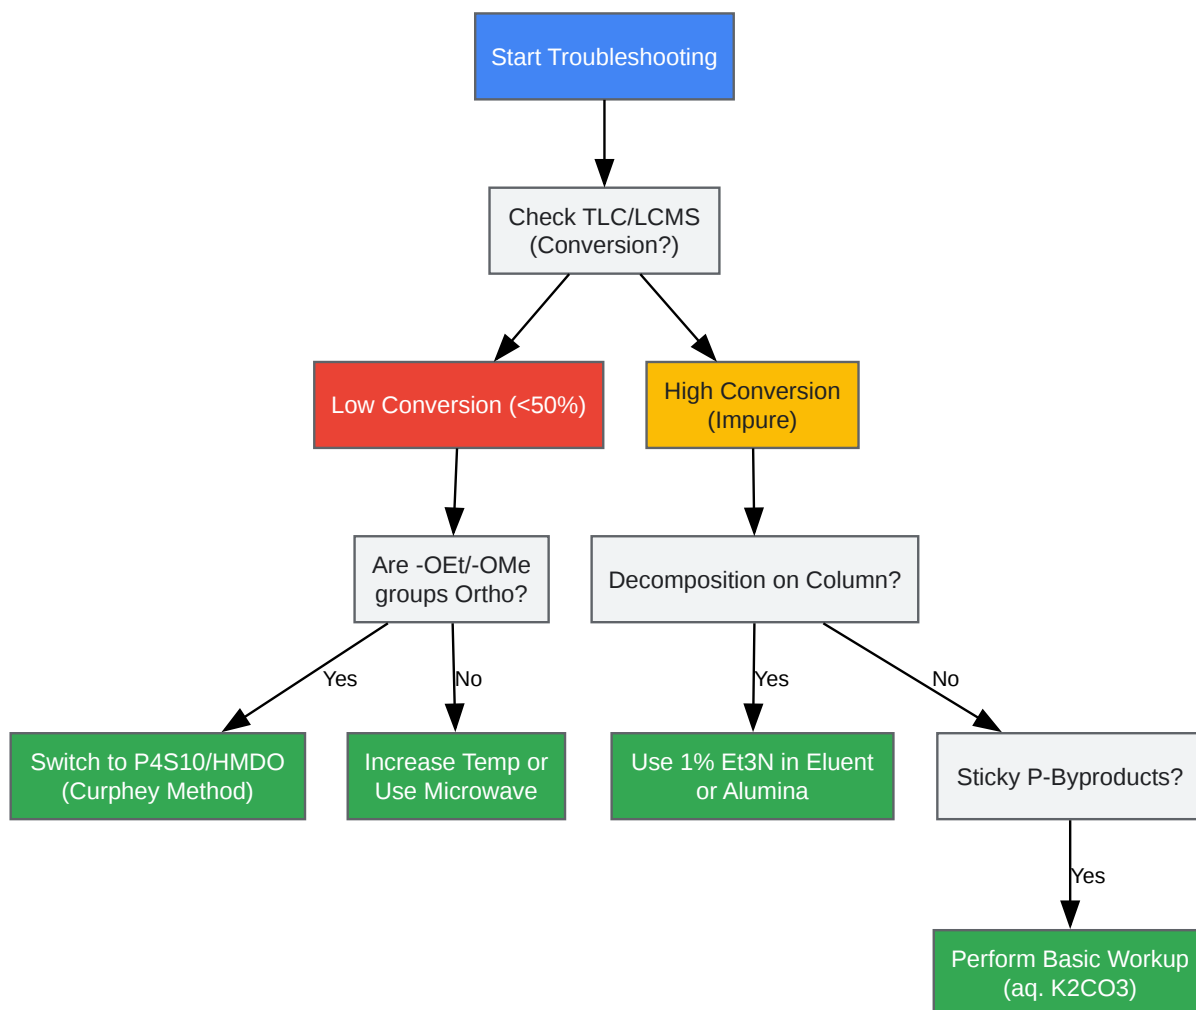 Start Troubleshooting
Check TLC/LCMS
(Conversion?)
Low Conversion (<50%)
High Conversion
(Impure)
Are -OEt/-OMe
groups Ortho?
Decomposition on Column?
Yes
No
Yes
No
Switch to P4S10/HMDO
(Curphey Method)
Increase Temp or
Use Microwave
Use 1% Et3N in Eluent
or Alumina
Sticky P-Byproducts?
Yes
Perform Basic Workup
(aq. K2CO3)